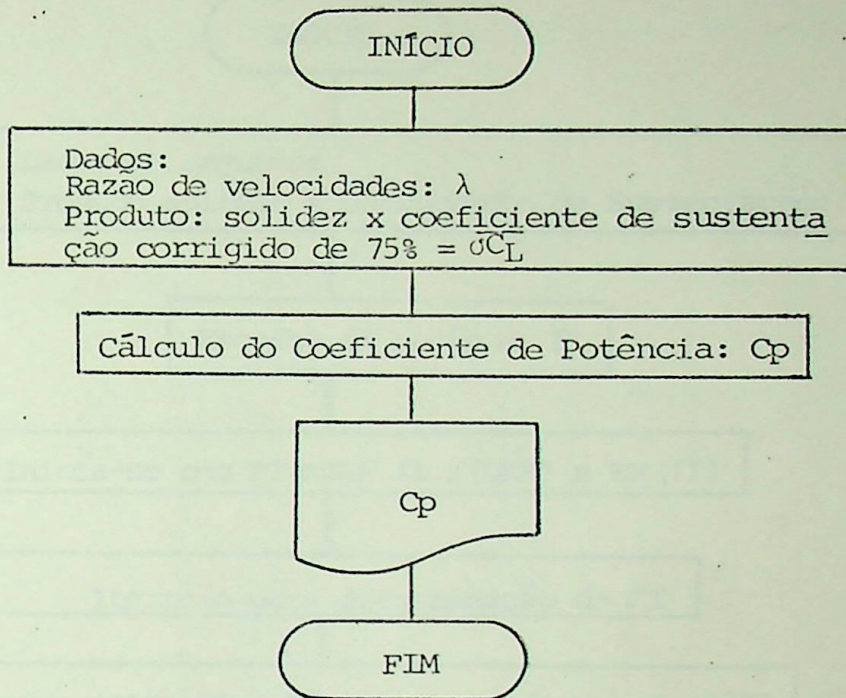 INÍCIO
Dados:
Razão de velocidades: λ
Produto: solidez x coeficiente de sustenta
ção corrigido de 75% = σC̅L
Cálculo do Coeficiente de Potência: Cp
Cp
FIM